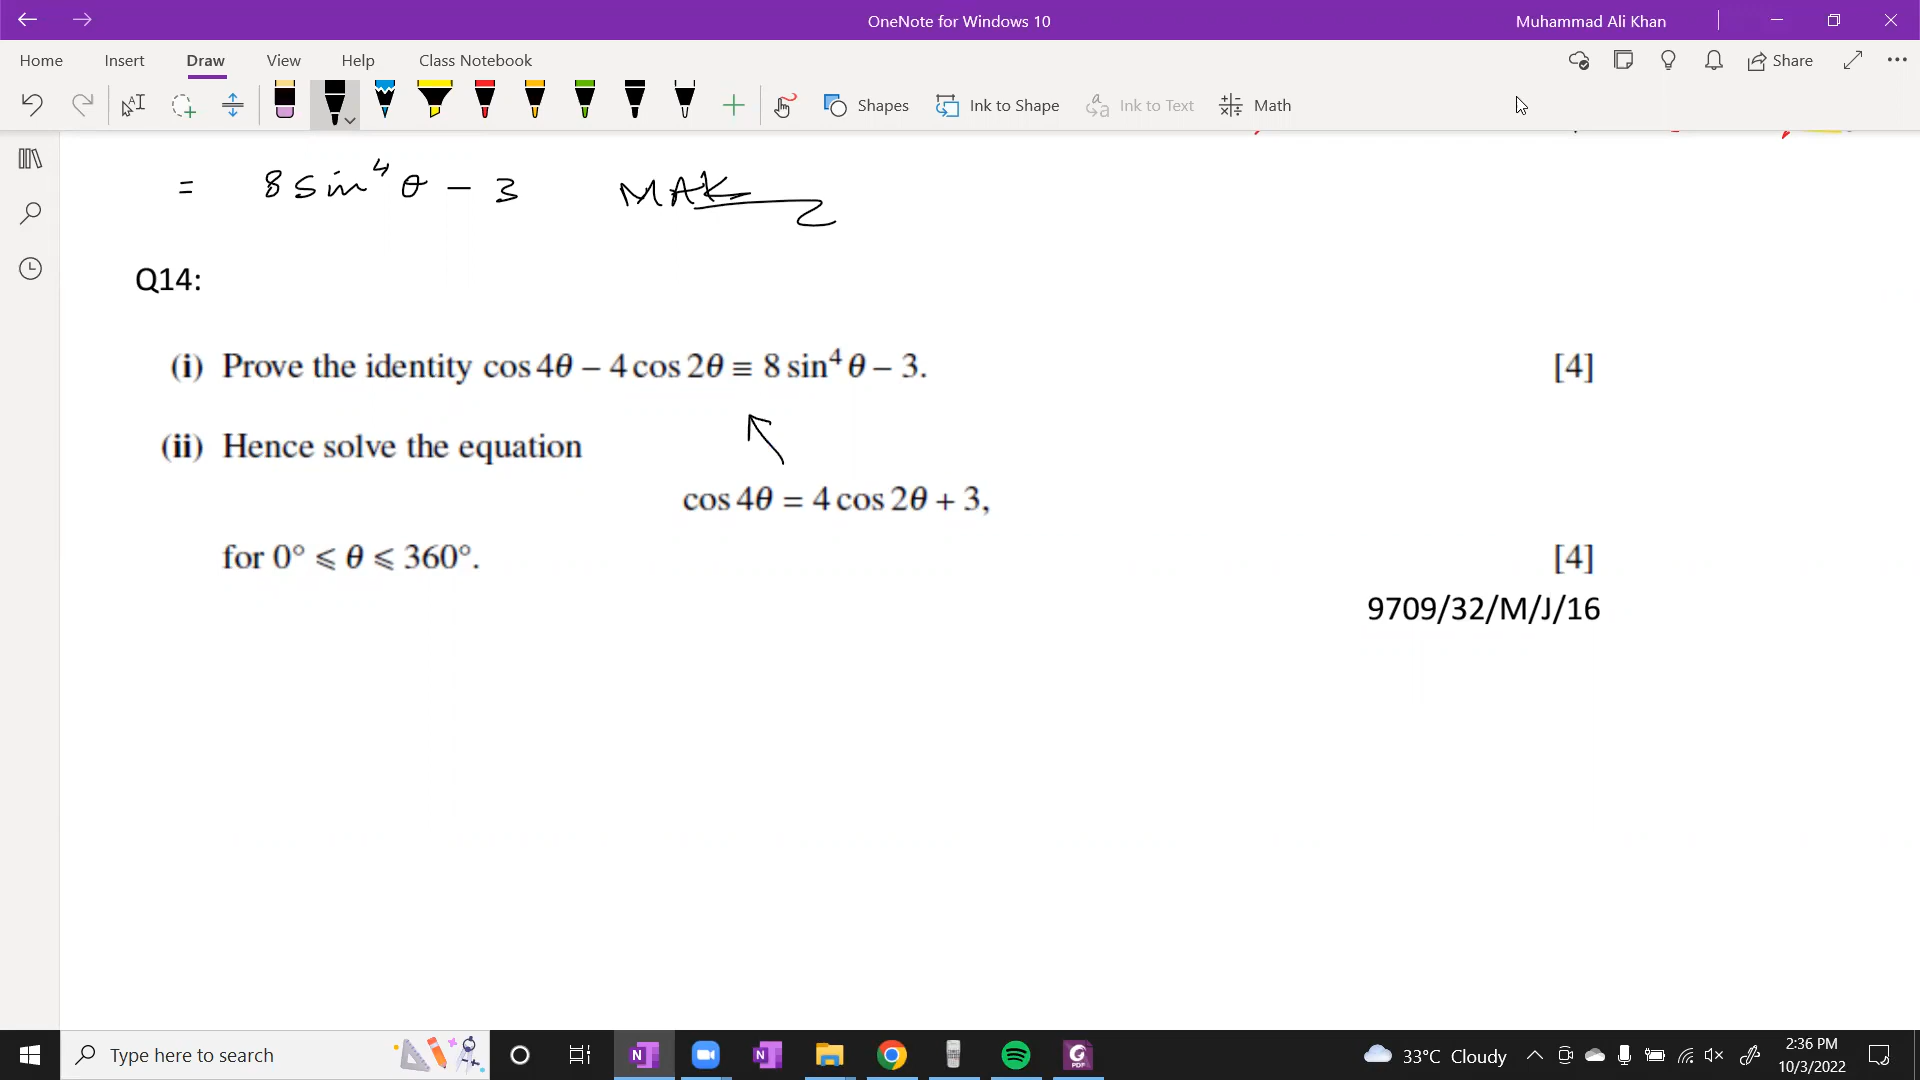 OneNote for Windows 10
Muhammad Ali Khan
Home Insert Draw View Help Class Notebook
Share
Shapes Ink to Shape Ink to Text Math
= 8 sin⁴ θ − 3 MAK
Q14:
(i) Prove the identity cos 4θ − 4 cos 2θ ≡ 8 sin⁴ θ − 3. [4]
(ii) Hence solve the equation
cos 4θ = 4 cos 2θ + 3,
for 0° ⩽ θ ⩽ 360°. [4]
9709/32/M/J/16
Type here to search
33°C Cloudy
2:36 PM
10/3/2022